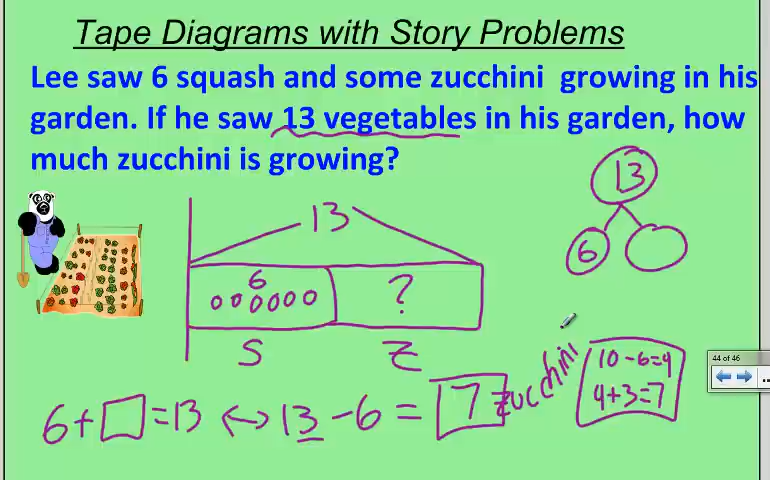 Tape Diagrams with Story Problems
Lee saw 6 squash and some zucchini growing in his
garden. If he saw 13 vegetables in his garden, how
much zucchini is growing?
13
13
6
6
?
S Z
10-6=4
4+3=7
6+□=13 ↔ 13-6= 7 zucchini
44 of 46
...